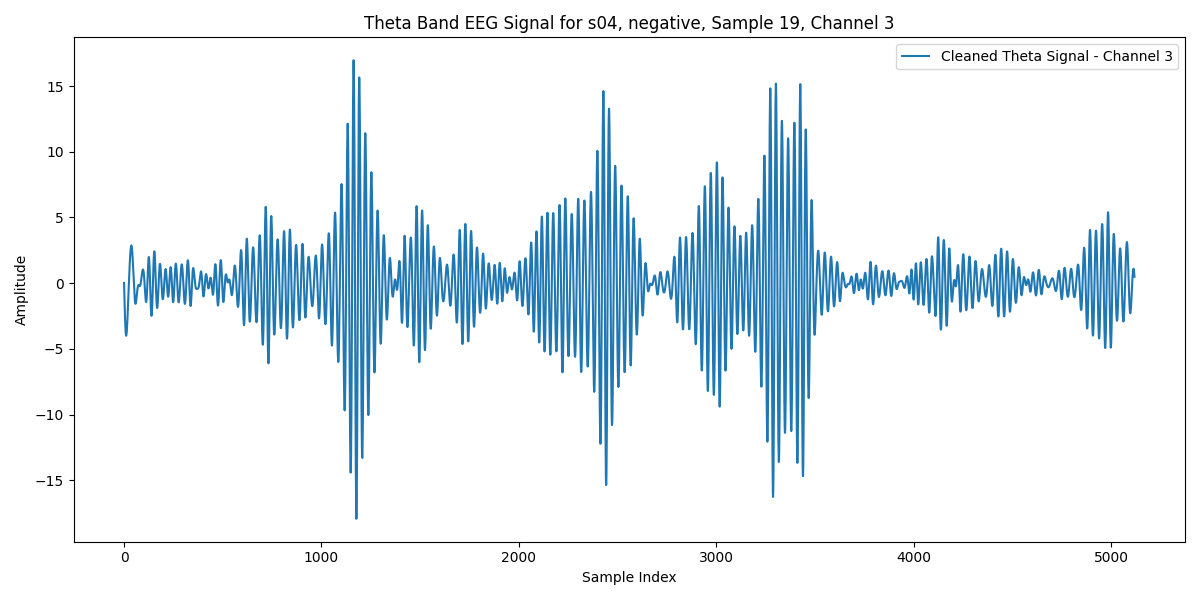 Theta Band EEG Signal for s04, negative, Sample 19, Channel 3
Cleaned Theta Signal - Channel 3
15
10
5
0
−5
−10
−15
Amplitude
0 1000 2000 3000 4000 5000
Sample Index